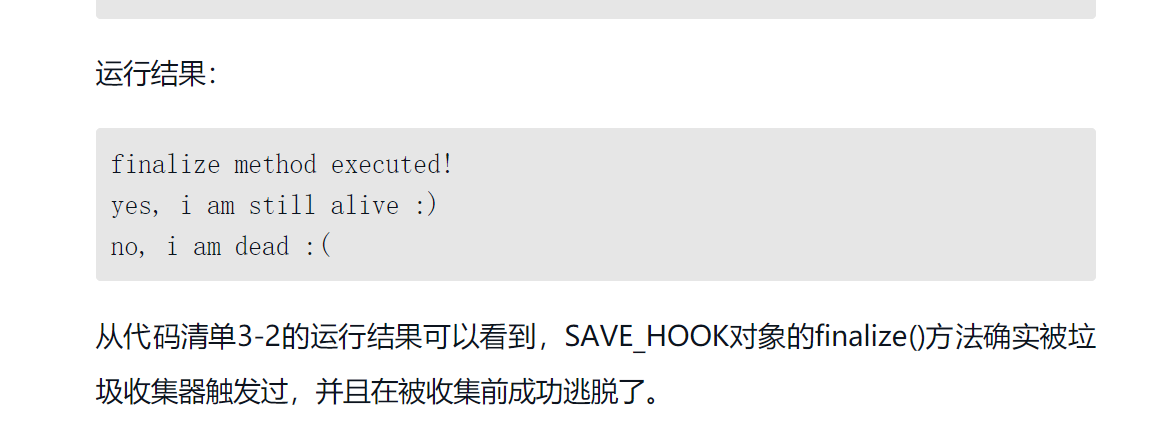 运行结果：
finalize method executed!
yes, i am still alive :)
no, i am dead :(
从代码清单3-2的运行结果可以看到，SAVE_HOOK对象的finalize()方法确实被垃
圾收集器触发过，并且在被收集前成功逃脱了。